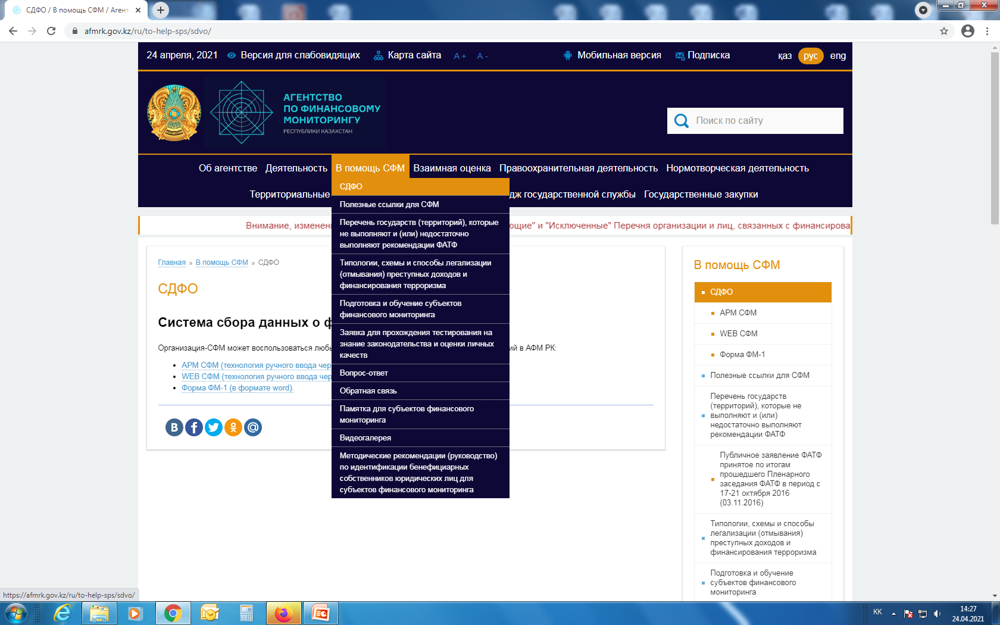 СДФО / В помощь СФМ / Агент
afmrk.gov.kz/ru/to-help-sps/sdvo/
24 апреля, 2021 Версия для слабовидящих Карта сайта A + A - Мобильная версия Подписка қаз рус eng
АГЕНТСТВО
ПО ФИНАНСОВОМУ
МОНИТОРИНГУ
РЕСПУБЛИКИ КАЗАХСТАН
Поиск по сайту
Об агентстве Деятельность В помощь СФМ Взаимная оценка Правоохранительная деятельность Нормотворческая деятельность
Территориальные дж государственной службы Государственные закупки
СДФО
Полезные ссылки для СФМ
Перечень государств (территорий), которые
не выполняют и (или) недостаточно
выполняют рекомендации ФАТФ
Типологии, схемы и способы легализации
(отмывания) преступных доходов и
финансирования терроризма
Подготовка и обучение субъектов
финансового мониторинга
Заявка для прохождения тестирования на
знание законодательства и оценки личных
качеств
Вопрос-ответ
Обратная связь
Памятка для субъектов финансового
мониторинга
Видеогалерея
Методические рекомендации (руководство)
по идентификации бенефициарных
собственников юридических лиц для
субъектов финансового мониторинга
Внимание, изменен ющие" и "Исключенные" Перечня организации и лиц, связанных с финансирова
Главная » В помощь СФМ » СДФО
СДФО
Система сбора данных о ф
Организация-СФМ может воспользоваться любы ий в АФМ РК:
АРМ СФМ (технология ручного ввода чер
WEB СФМ (технология ручного ввода чер
Форма ФМ-1 (в формате word).
В помощь СФМ
СДФО
АРМ СФМ
WEB СФМ
Форма ФМ-1
Полезные ссылки для СФМ
Перечень государств
(территорий), которые не
выполняют и (или)
недостаточно выполняют
рекомендации ФАТФ
Публичное заявление ФАТФ
принятое по итогам
прошедшего Пленарного
заседания ФАТФ в период с
17-21 октября 2016
(03.11.2016)
Типологии, схемы и способы
легализации (отмывания)
преступных доходов и
финансирования терроризма
Подготовка и обучение
субъектов финансового
мониторинга
https://afmrk.gov.kz/ru/to-help-sps/sdvo/
KK
14:27
24.04.2021